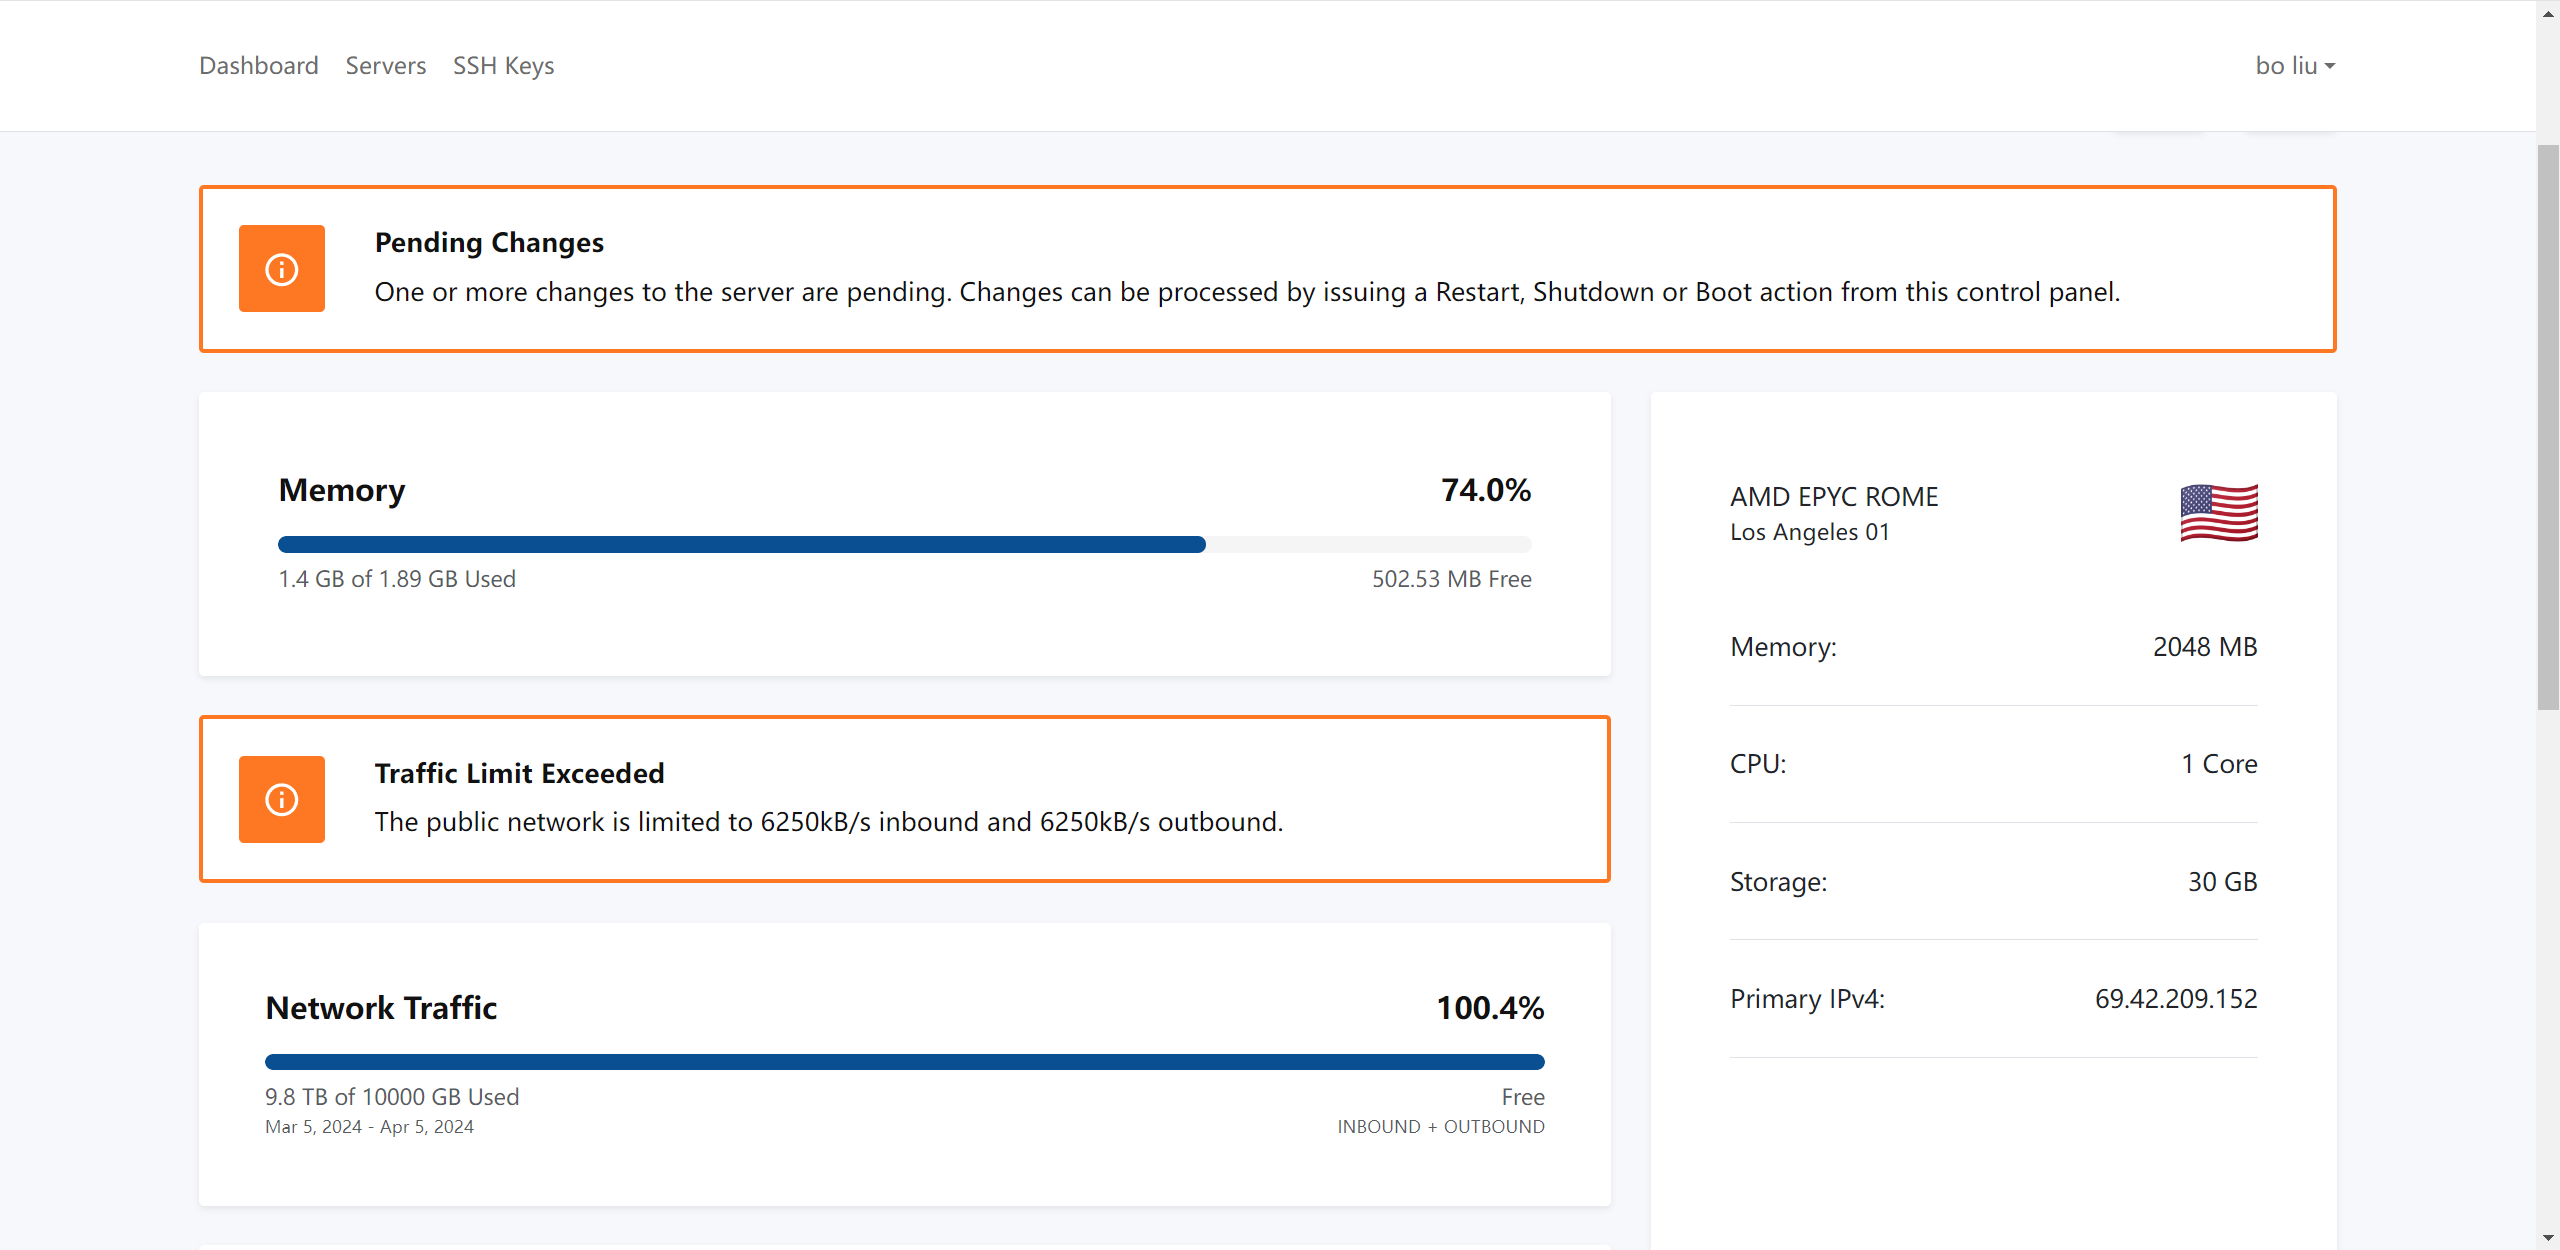 Dashboard Servers SSH Keys bo liu
Pending Changes
One or more changes to the server are pending. Changes can be processed by issuing a Restart, Shutdown or Boot action from this control panel.
Memory 74.0%
1.4 GB of 1.89 GB Used 502.53 MB Free
Traffic Limit Exceeded
The public network is limited to 6250kB/s inbound and 6250kB/s outbound.
Network Traffic 100.4%
9.8 TB of 10000 GB Used Free
Mar 5, 2024 - Apr 5, 2024 INBOUND + OUTBOUND
AMD EPYC ROME
Los Angeles 01
Memory: 2048 MB
CPU: 1 Core
Storage: 30 GB
Primary IPv4: 69.42.209.152